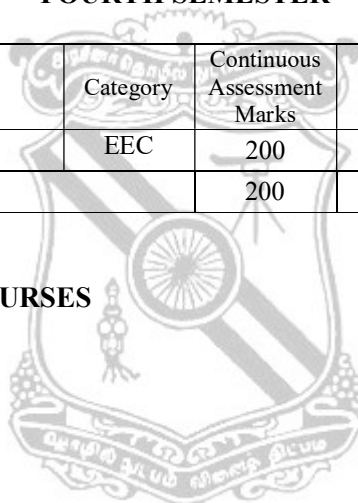 FOURTH SEMESTER
Category
Continuous
Assessment
Marks
EEC
200
200
URSES